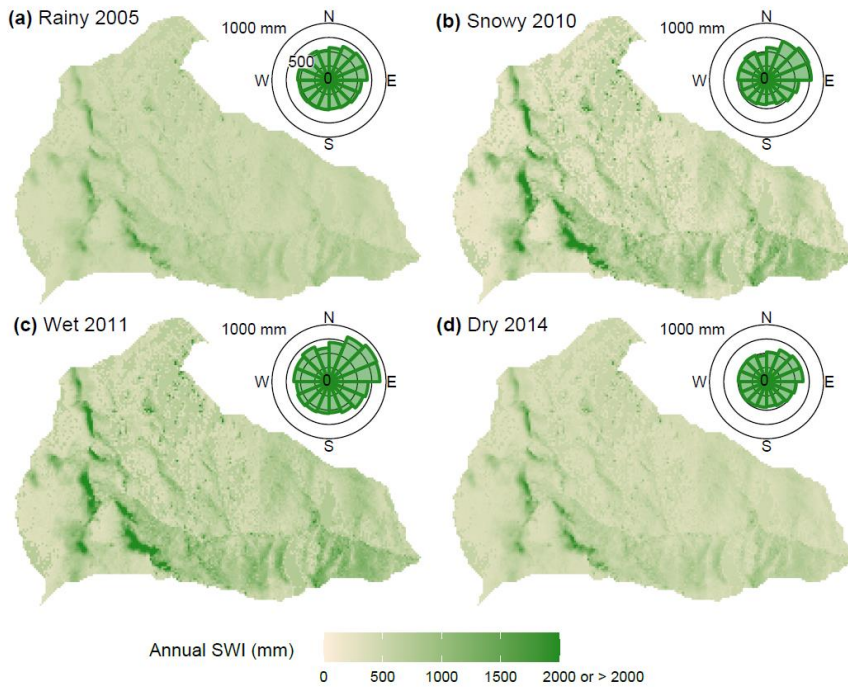 (a) Rainy 2005
1000 mm
N
500
0
W
E
S
(b) Snowy 2010
1000 mm
N
0
W
E
S
(c) Wet 2011
1000 mm
N
0
W
E
S
(d) Dry 2014
1000 mm
N
0
W
E
S
Annual SWI (mm)
0 500 1000 1500 2000 or > 2000